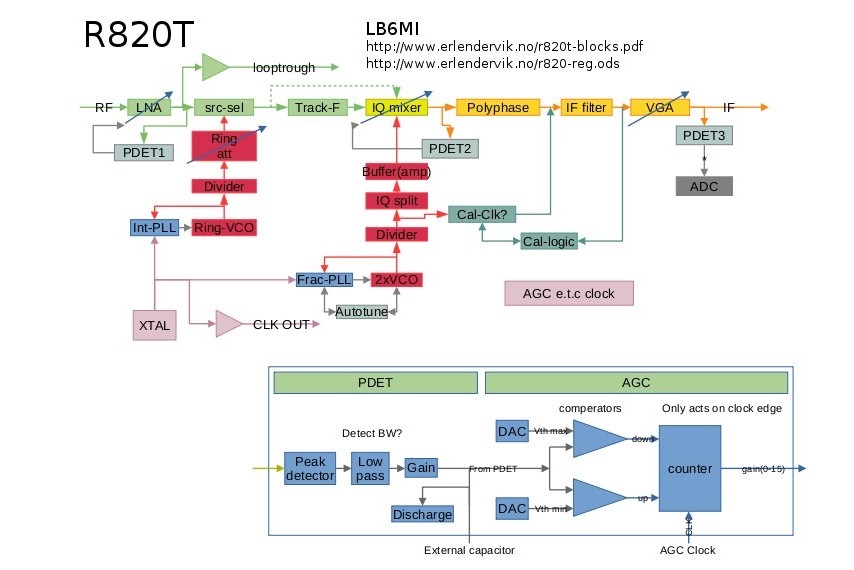 R820T
LB6MI
http://www.erlendervik.no/r820t-blocks.pdf
http://www.erlendervik.no/r820-reg.ods
looptrough
RF
LNA
src-sel
Track-F
IQ mixer
Polyphase
IF filter
VGA
IF
PDET1
Ring
att
PDET2
PDET3
*
Buffer(amp)
ADC
Divider
IQ split
Cal-Clk?
Int-PLL
Ring-VCO
Divider
Cal-logic
Frac-PLL
2xVCO
AGC e.t.c clock
Autotune
XTAL
CLK OUT
PDET
AGC
comperators
Only acts on clock edge
Detect BW?
DAC
Vth max
down
Peak
detector
Low
pass
Gain
From PDET
counter
gain(0-15)
Discharge
DAC
Vth min
up
CLK
External capacitor
AGC Clock